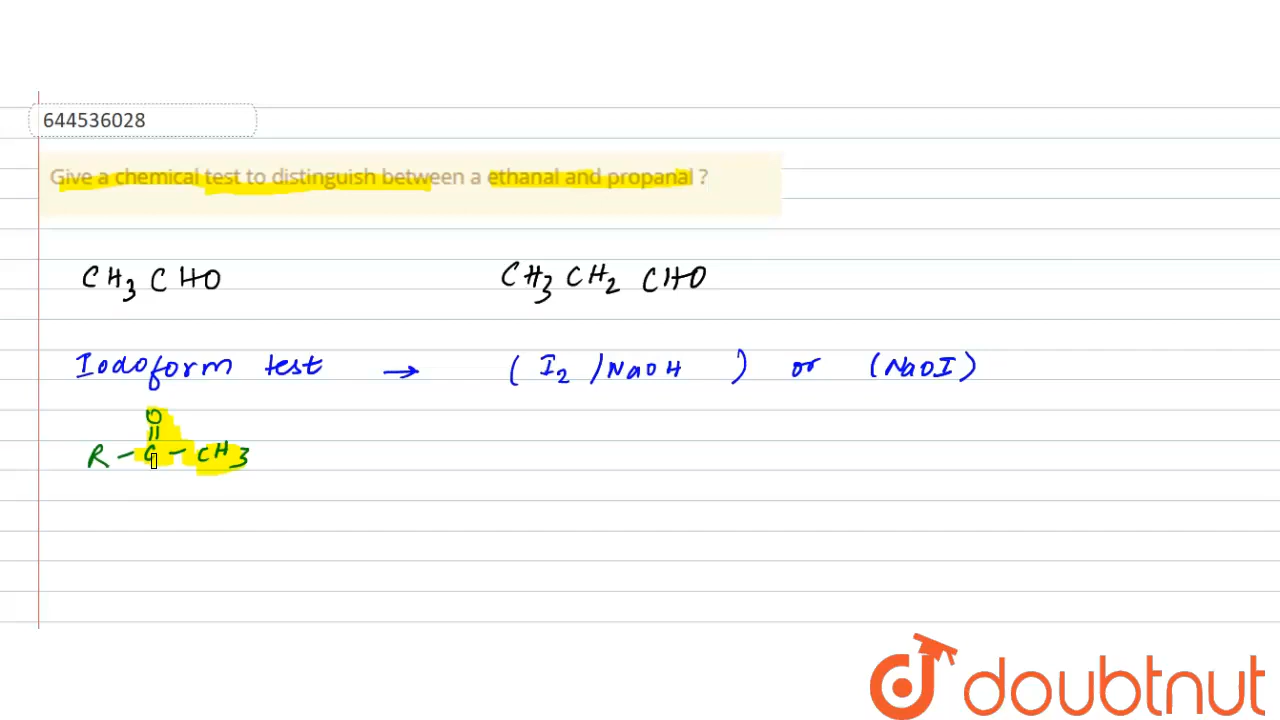 644536028
Give a chemical test to distinguish between a ethanal and propanal ?
CH3 CHO CH3 CH2 CHO
Iodoform test → ( I2 /NaOH ) or (NaOI)
O
||
R - C - CH3
doubtnut